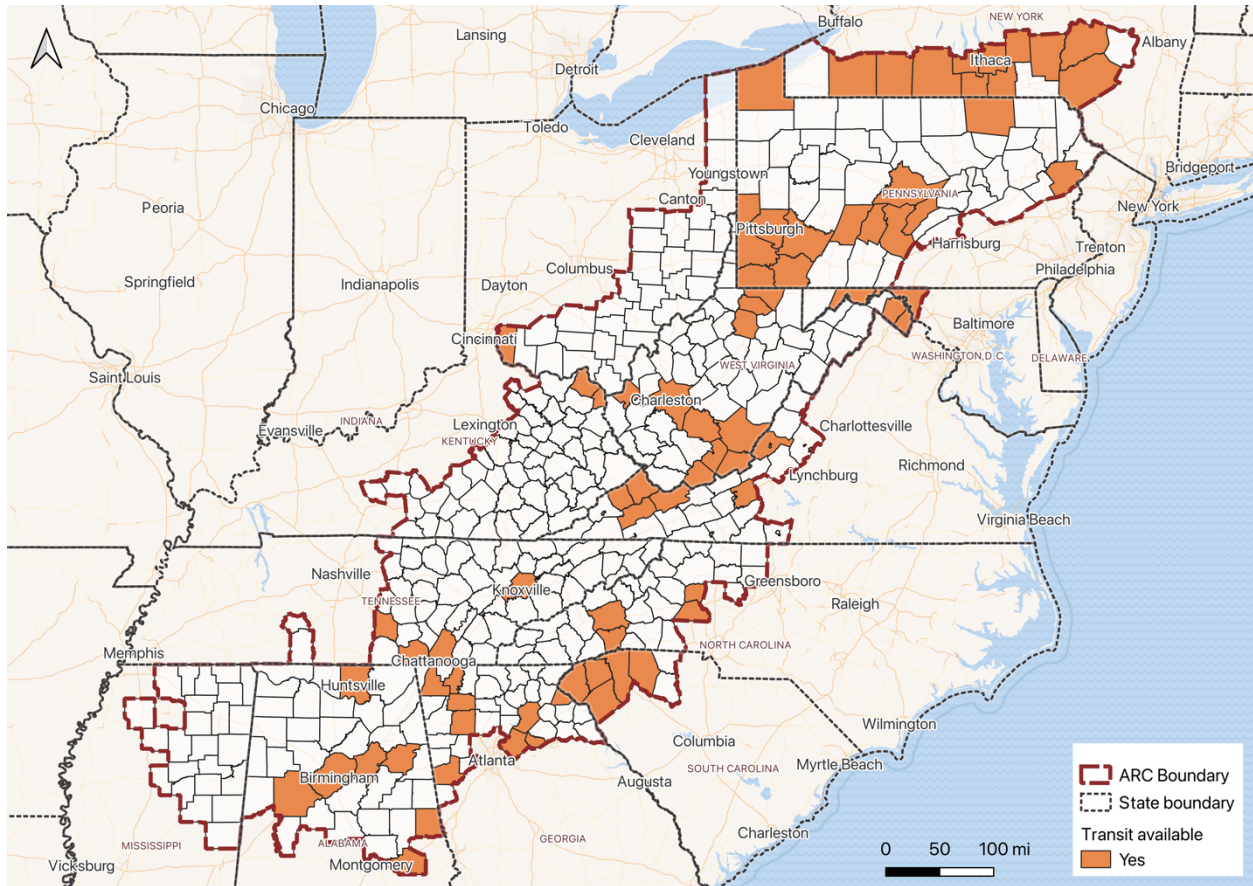 NEW YORK
Buffalo
Lansing
Albany
Ithaca
Detroit
Chicago
Toledo
Cleveland
Bridgeport
Youngstown
PENNSYLVANIA
New York
Canton
Peoria
Pittsburgh
Harrisburg
Trenton
Columbus
Philadelphia
Springfield
Indianapolis
Dayton
Baltimore
Cincinnati
WASHINGTON,D.C
DELAWARE
WEST VIRGINIA
Saint Louis
Charleston
INDIANA
Lexington
Charlottesville
Evansville
KENTUCKY
Richmond
Lynchburg
Virginia Beach
Nashville
Greensboro
Knoxville
TENNESSEE
Raleigh
NORTH CAROLINA
Memphis
Chattanooga
Huntsville
Wilmington
Columbia
Atlanta
SOUTH CAROLINA
Myrtle Beach
Birmingham
Augusta
Charleston
GEORGIA
MISSISSIPPI
ALABAMA
Vicksburg
Montgomery
0 50 100 mi
ARC Boundary
State boundary
Transit available
Yes